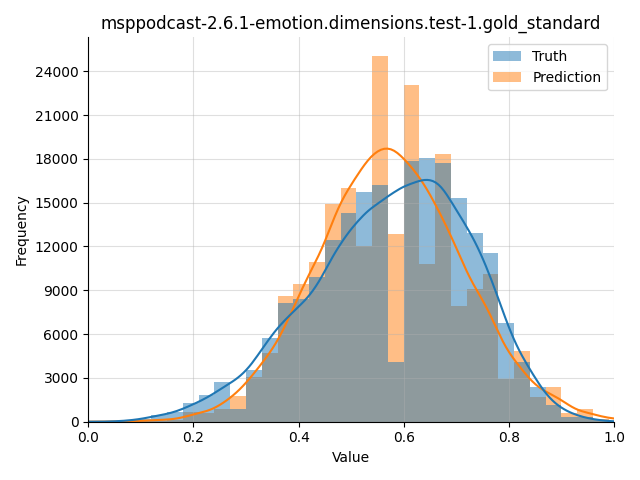 msppodcast-2.6.1-emotion.dimensions.test-1.gold_standard
Truth
Prediction
24000
21000
18000
15000
12000
9000
6000
3000
0
Frequency
0.0 0.2 0.4 0.6 0.8 1.0
Value